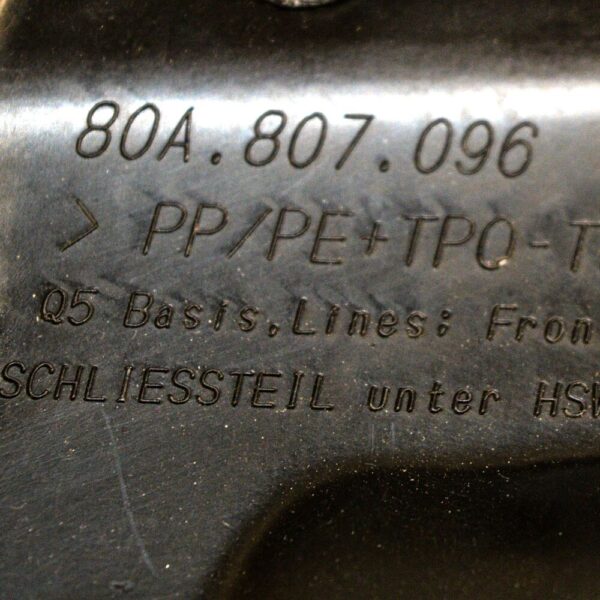 80A.807.096
> PP/PE+TPO-T
Q5 Basis,Lines: Fron
SCHLIESSTEIL unter HSW